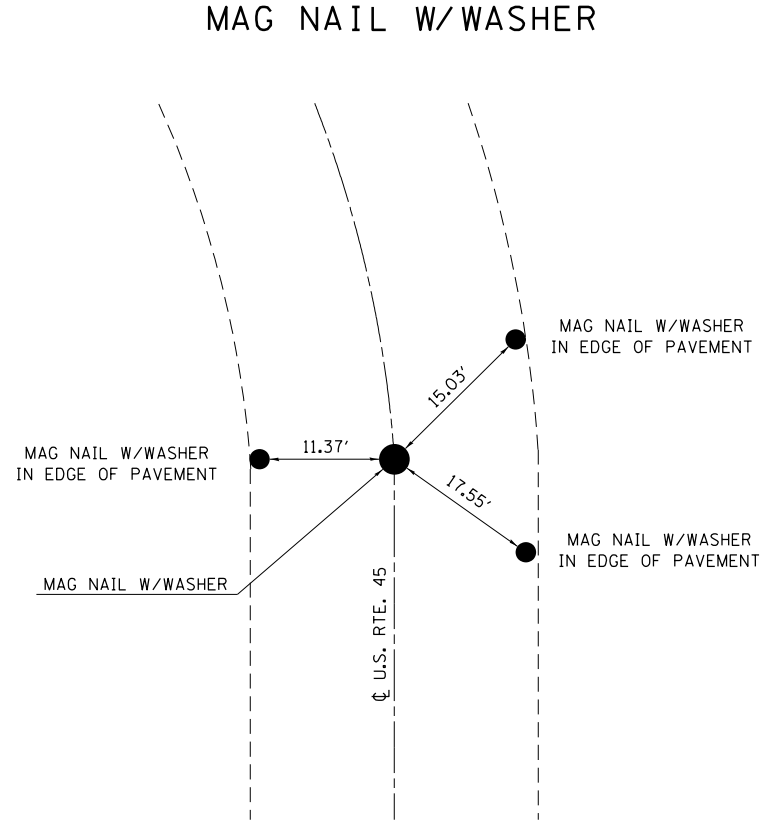 MAG NAIL W/WASHER
MAG NAIL W/WASHER
IN EDGE OF PAVEMENT
15.03'
11.37'
MAG NAIL W/WASHER
IN EDGE OF PAVEMENT
17.55'
MAG NAIL W/WASHER
IN EDGE OF PAVEMENT
MAG NAIL W/WASHER
℄ U.S. RTE. 45